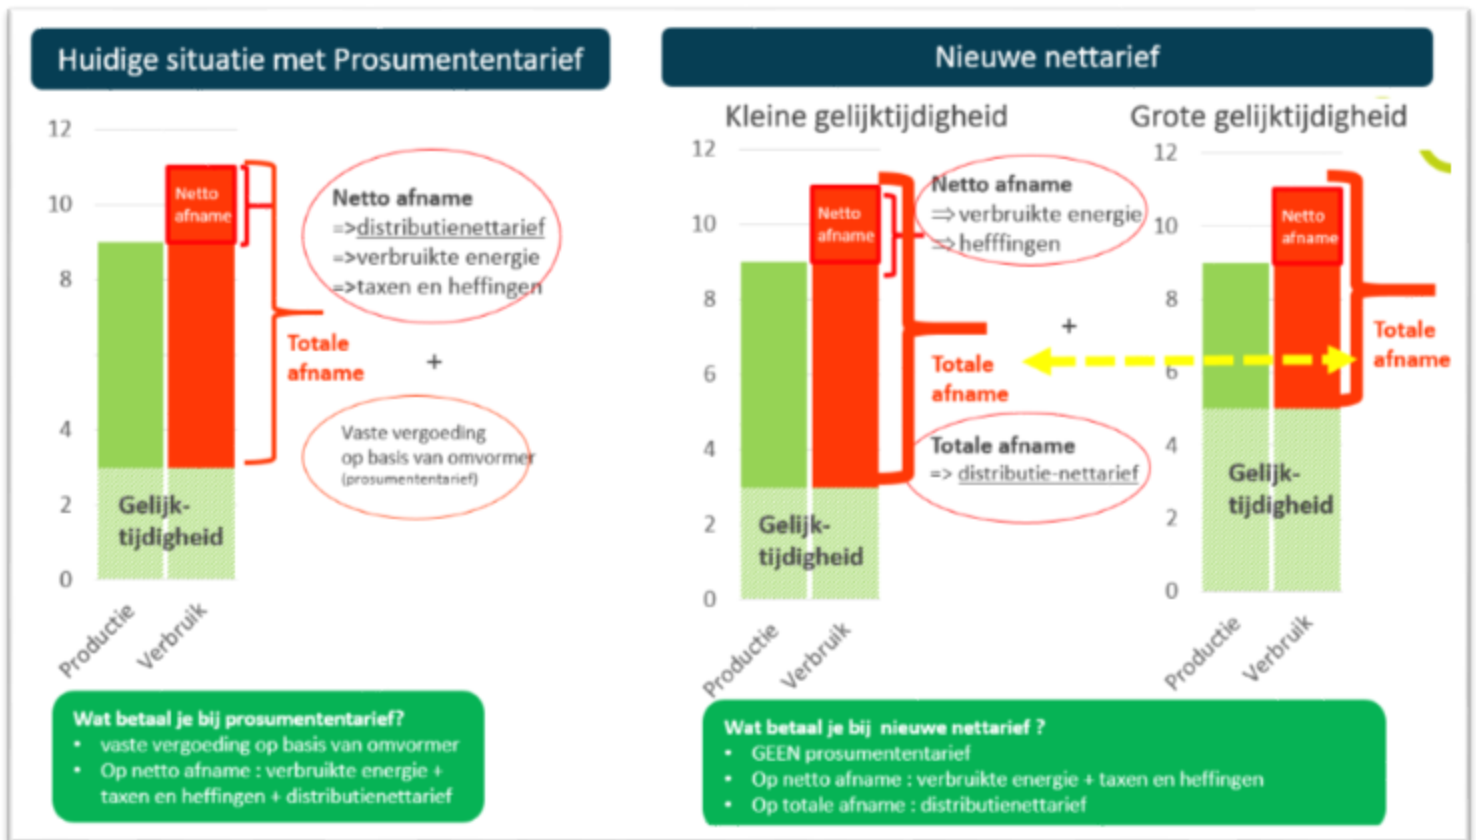 Huidige situatie met Prosumententarief
12
10
8
4
2
0
Netto
afname
Netto afname
=>distributienettarief
=>verbruikte energie
=>taxen en heffingen
Totale
afname
+
Vaste vergoeding
op basis van omvormer
(prosumententarief)
Gelijk-
tijdigheid
Productie
Verbruik
Wat betaal je bij prosumententarief?
• vaste vergoeding op basis van omvormer
• Op netto afname : verbruikte energie +
taxen en heffingen + distributienettarief
Nieuwe nettarief
Kleine gelijktijdigheid
12
10
8
6
4
2
0
Netto
afname
Netto afname
⇒ verbruikte energie
⇒ hefffingen
+
Totale
afname
Totale afname
=> distributie-nettarief
Gelijk-
tijdigheid
Productie
Verbruik
Grote gelijktijdigheid
12
10
8
6
4
2
0
Netto
afname
Totale
afname
Gelijk-
tijdigheid
Productie
Verbruik
Wat betaal je bij nieuwe nettarief ?
• GEEN prosumententarief
• Op netto afname : verbruikte energie + taxen en heffingen
• Op totale afname : distributienettarief